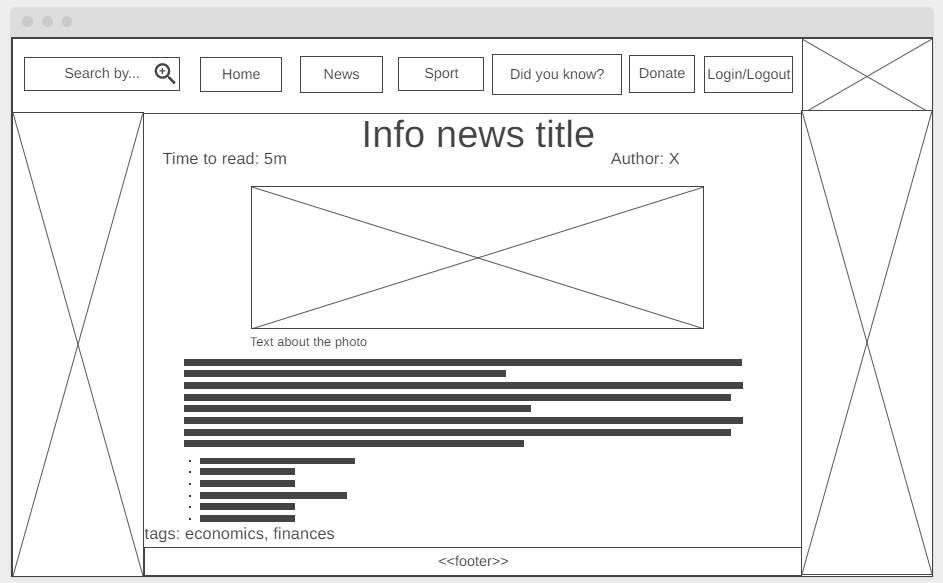 Search by...
Home
News
Sport
Did you know?
Donate
Login/Logout
Info news title
Time to read: 5m
Author: X
Text about the photo
tags: economics, finances
<<footer>>